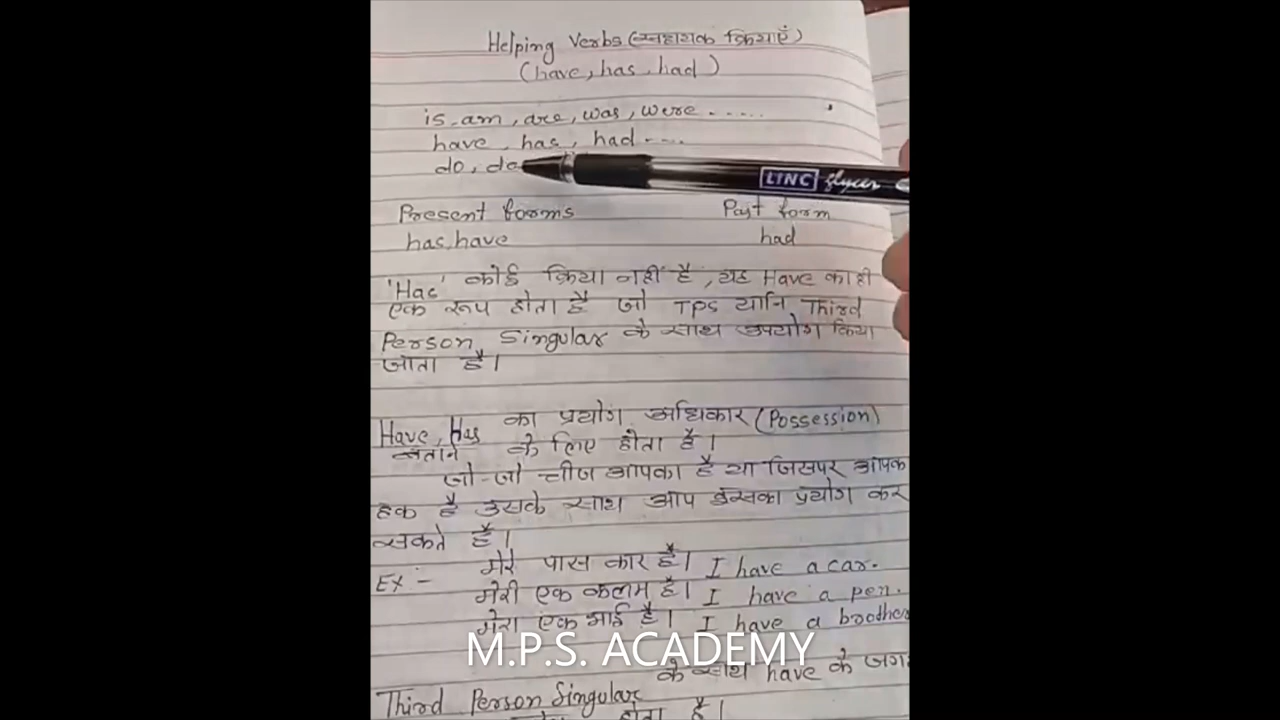 Helping Verbs (सहायक क्रियाएँ)
(have, has, had)
is, am, are, was, were ......
have, has, had ....
do, do
LINC glycer
Present forms Past form
has, have had
'Has' कोई क्रिया नहीं है, यह Have का ही
एक रूप होता है जो TPS यानि Third
Person Singular के साथ उपयोग किया
जाता है।
Have, Has का प्रयोग अधिकार (Possession)
बताने के लिए होता है।
जो-जो चीज आपका है या जिसपर आपक
हक है उसके साथ आप इसका प्रयोग कर
सकते हैं।
Ex:- मेरे पास कार है। I have a car.
मेरी एक कलम है। I have a pen.
मेरा एक भाई है। I have a brother
M.P.S. ACADEMY
Third Person Singular के साथ have के जगह
होता है।